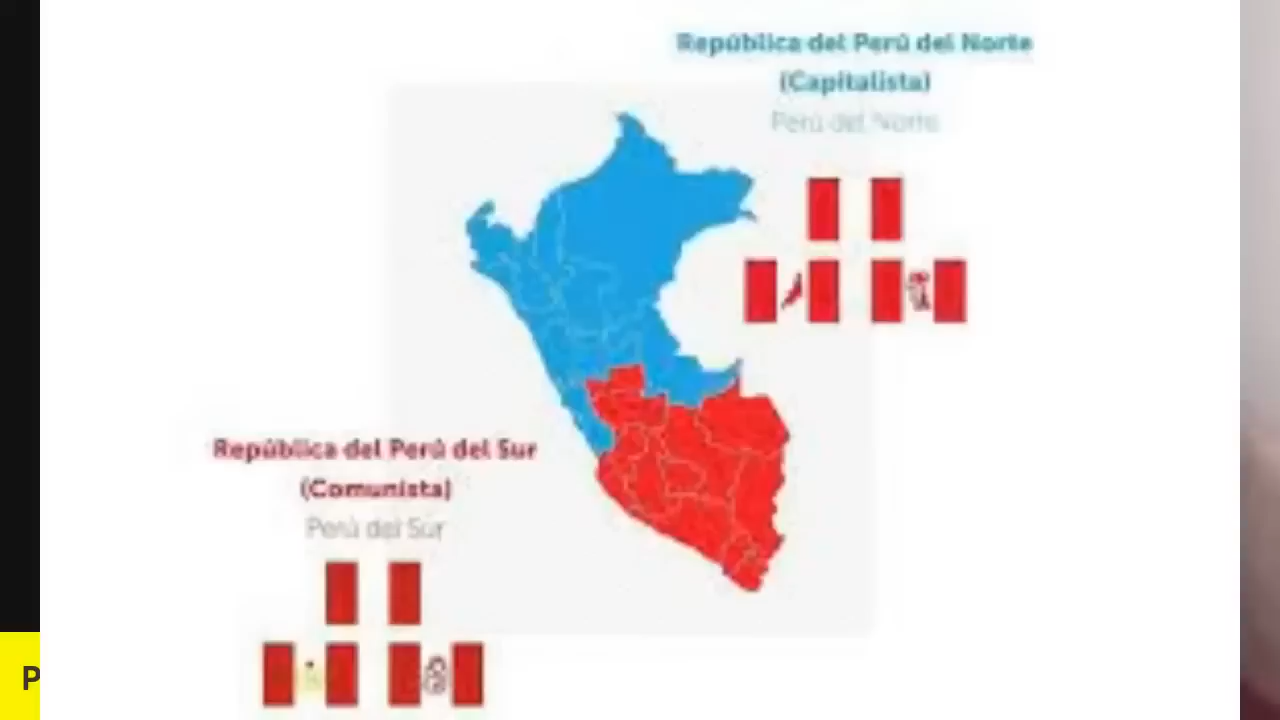 República del Perú del Norte
(Capitalista)
Perú del Norte
República del Perú del Sur
(Comunista)
Perú del Sur
P